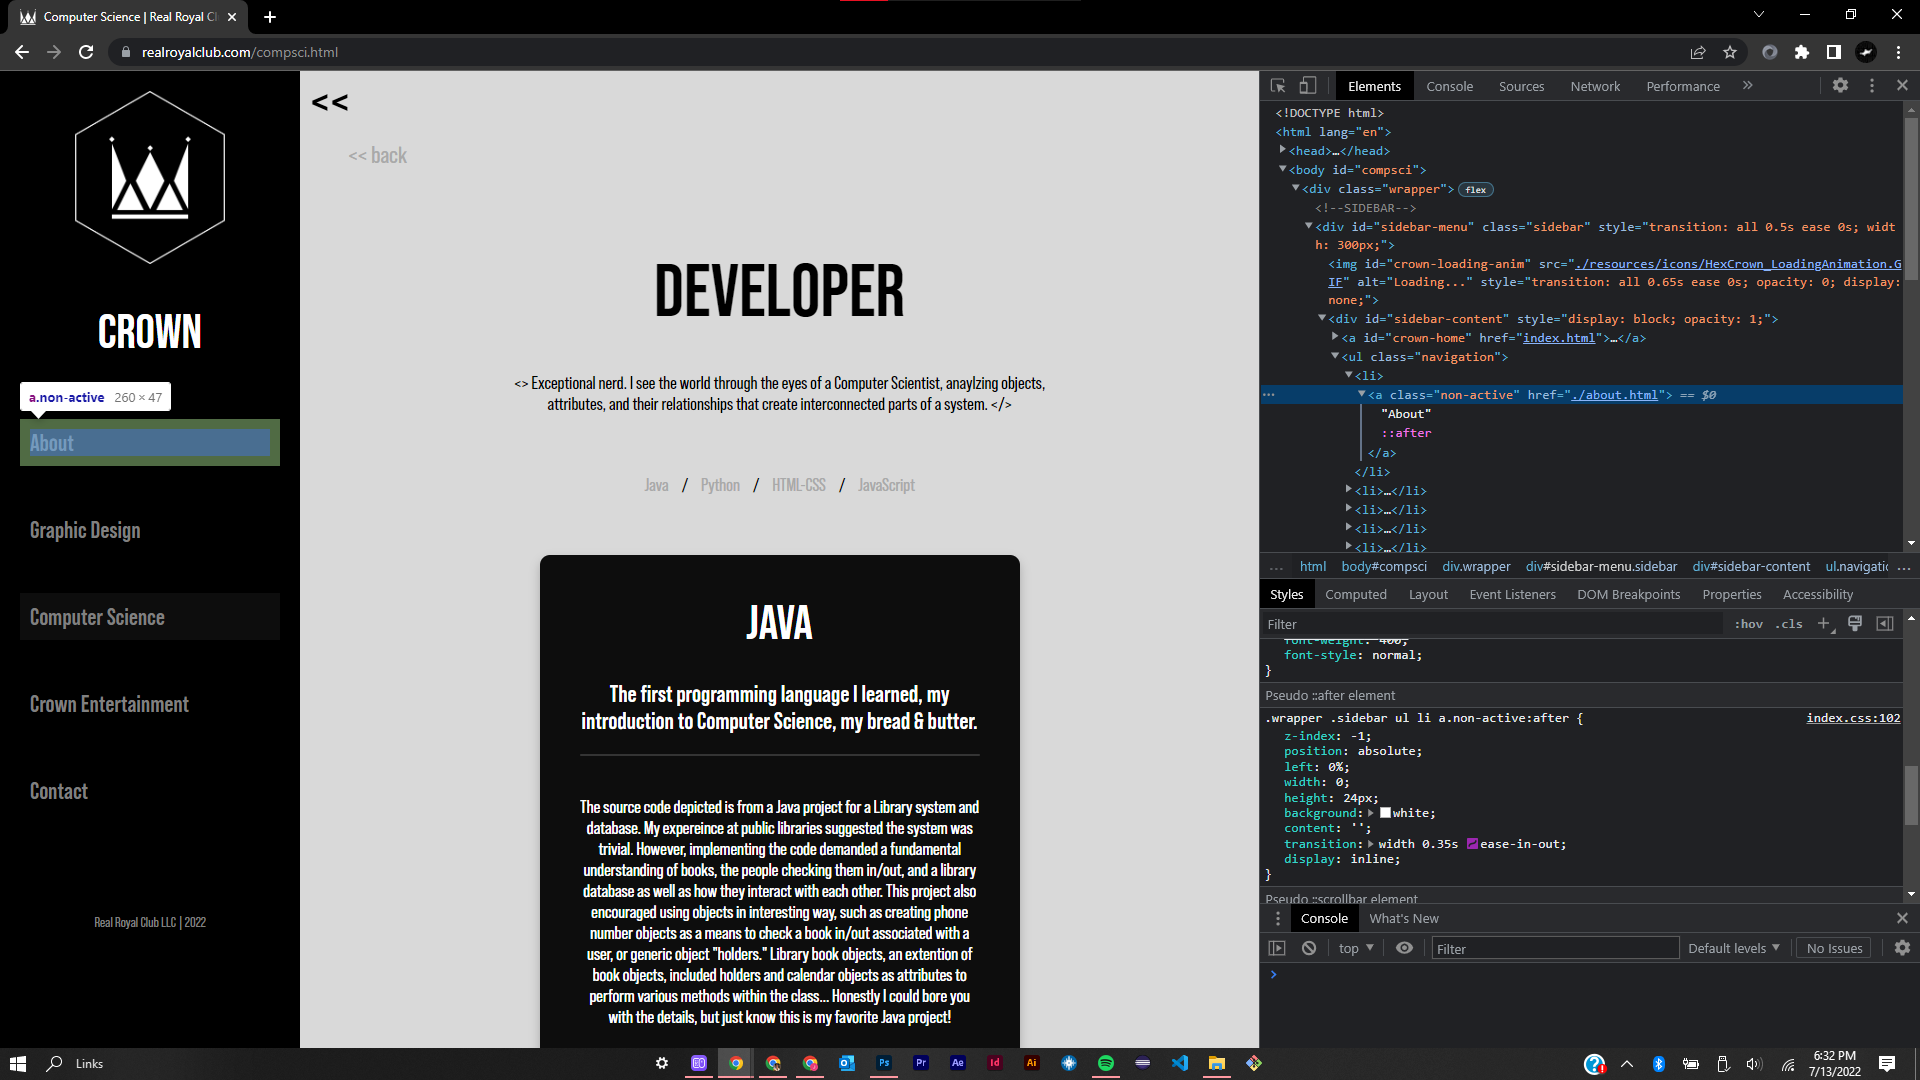 Computer Science | Real Royal Cl
realroyalclub.com/compsci.html
CROWN
a.non-active 260 × 47
About
Graphic Design
Computer Science
Crown Entertainment
Contact
Real Royal Club LLC | 2022
<<
<< back
DEVELOPER
<> Exceptional nerd. I see the world through the eyes of a Computer Scientist, anaylzing objects,
attributes, and their relationships that create interconnected parts of a system. </>
Java / Python / HTML-CSS / JavaScript
JAVA
The first programming language I learned, my
introduction to Computer Science, my bread & butter.
The source code depicted is from a Java project for a Library system and
database. My expereince at public libraries suggested the system was
trivial. However, implementing the code demanded a fundamental
understanding of books, the people checking them in/out, and a library
database as well as how they interact with each other. This project also
encouraged using objects in interesting way, such as creating phone
number objects as a means to check a book in/out associated with a
user, or generic object "holders." Library book objects, an extention of
book objects, included holders and calendar objects as attributes to
perform various methods within the class... Honestly I could bore you
with the details, but just know this is my favorite Java project!
Elements Console Sources Network Performance »
<!DOCTYPE html>
<html lang="en">
<head>…</head>
<body id="compsci">
<div class="wrapper"> flex
<!--SIDEBAR-->
<div id="sidebar-menu" class="sidebar" style="transition: all 0.5s ease 0s; widt
h: 300px;">
<img id="crown-loading-anim" src="./resources/icons/HexCrown_LoadingAnimation.G
IF" alt="Loading..." style="transition: all 0.65s ease 0s; opacity: 0; display:
none;">
<div id="sidebar-content" style="display: block; opacity: 1;">
<a id="crown-home" href="index.html">…</a>
<ul class="navigation">
<li>
<a class="non-active" href="./about.html"> == $0
"About"
::after
</a>
</li>
<li>…</li>
<li>…</li>
<li>…</li>
<li>…</li>
… html body#compsci div.wrapper div#sidebar-menu.sidebar div#sidebar-content ul.navigatio …
Styles Computed Layout Event Listeners DOM Breakpoints Properties Accessibility
Filter :hov .cls +
font-weight: 400;
font-style: normal;
}
Pseudo ::after element
.wrapper .sidebar ul li a.non-active:after { index.css:102
z-index: -1;
position: absolute;
left: 0%;
width: 0;
height: 24px;
background: white;
content: '';
transition: width 0.35s ease-in-out;
display: inline;
}
Pseudo ::scrollbar element
Console What's New
top Filter Default levels No Issues
Links
Ps Pr Ae Id Ai
6:32 PM
7/13/2022